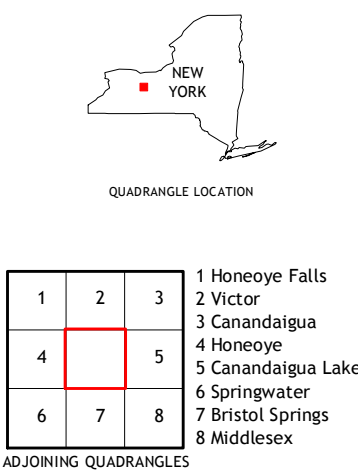 NEW
YORK
QUADRANGLE LOCATION
1 2 3
4 5
6 7 8
1 Honeoye Falls
2 Victor
3 Canandaigua
4 Honeoye
5 Canandaigua Lake
6 Springwater
7 Bristol Springs
8 Middlesex
ADJOINING QUADRANGLES